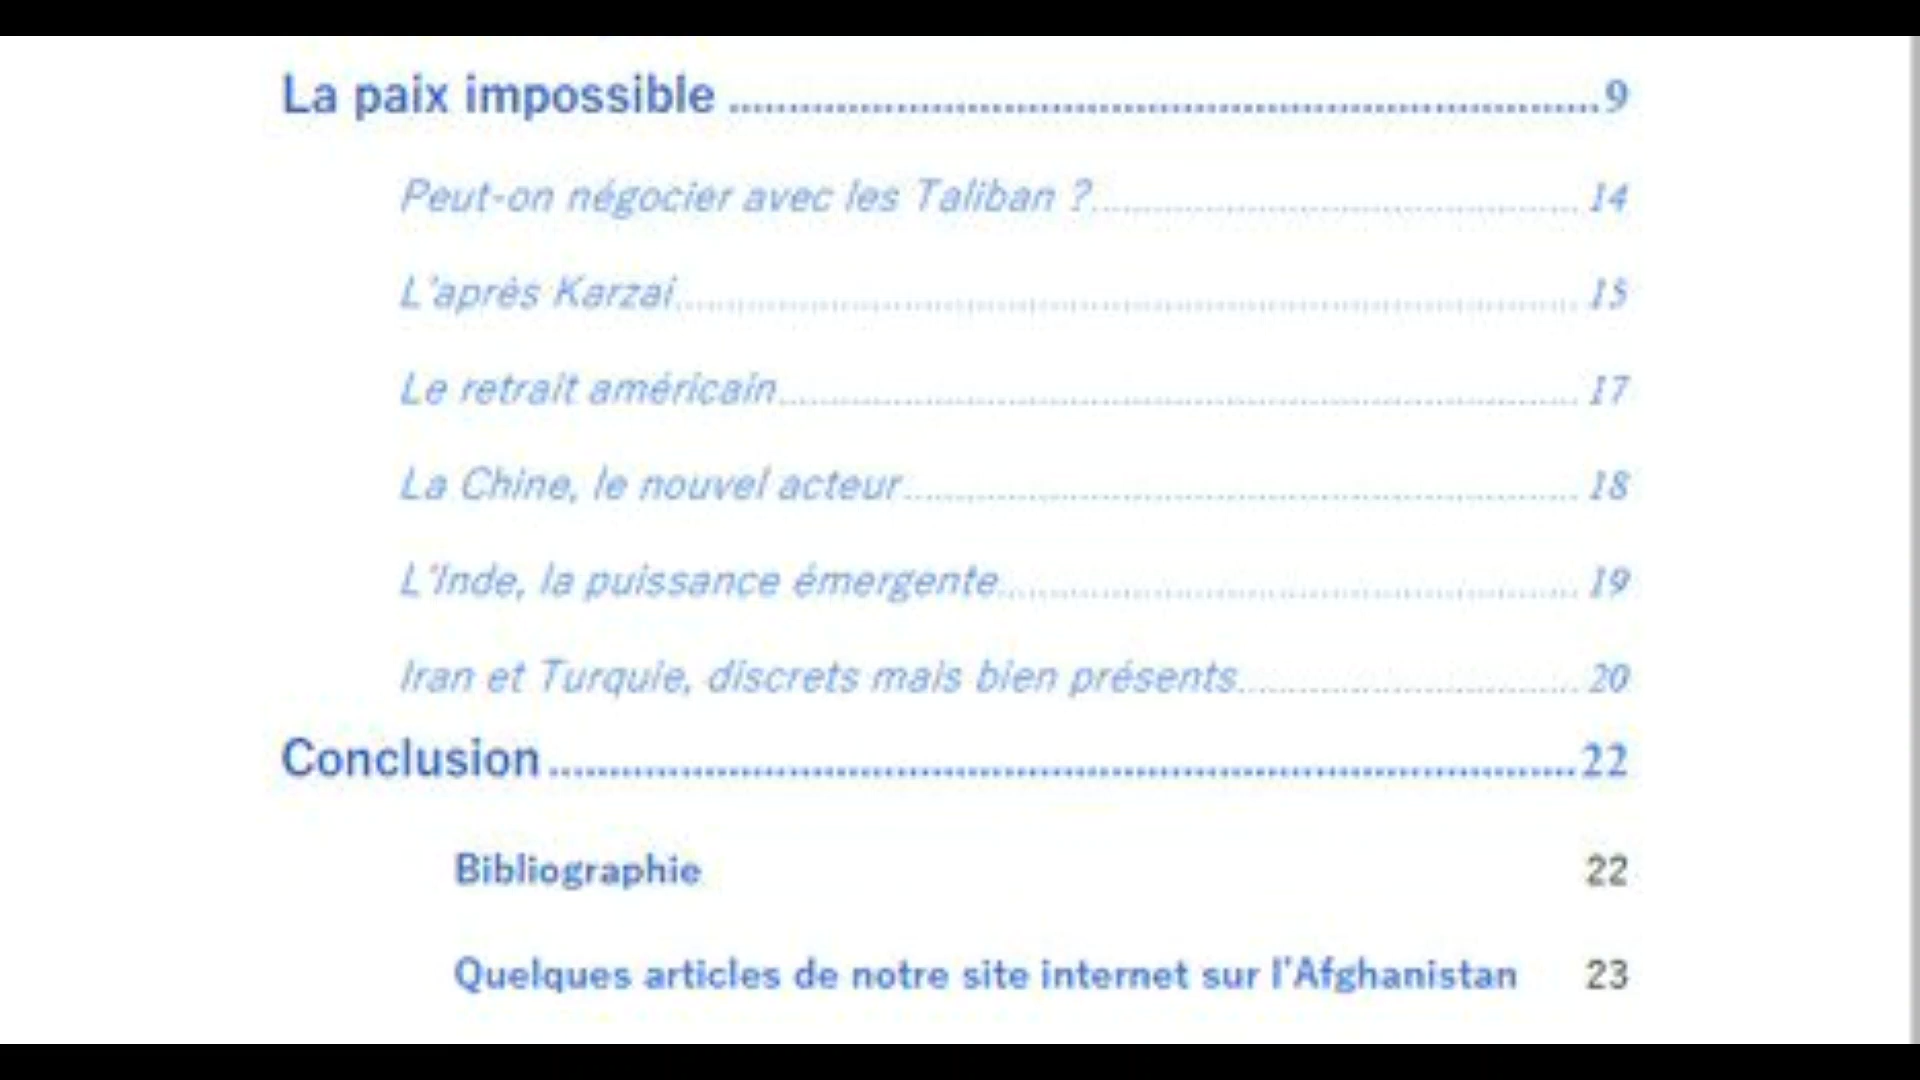 La paix impossible ........................................ 9
Peut-on négocier avec les Taliban ? ........................................ 14
L'après Karzai ........................................ 15
Le retrait américain ........................................ 17
La Chine, le nouvel acteur ........................................ 18
L'Inde, la puissance émergente ........................................ 19
Iran et Turquie, discrets mais bien présents ........................................ 20
Conclusion ........................................ 22
Bibliographie 22
Quelques articles de notre site internet sur l'Afghanistan 23